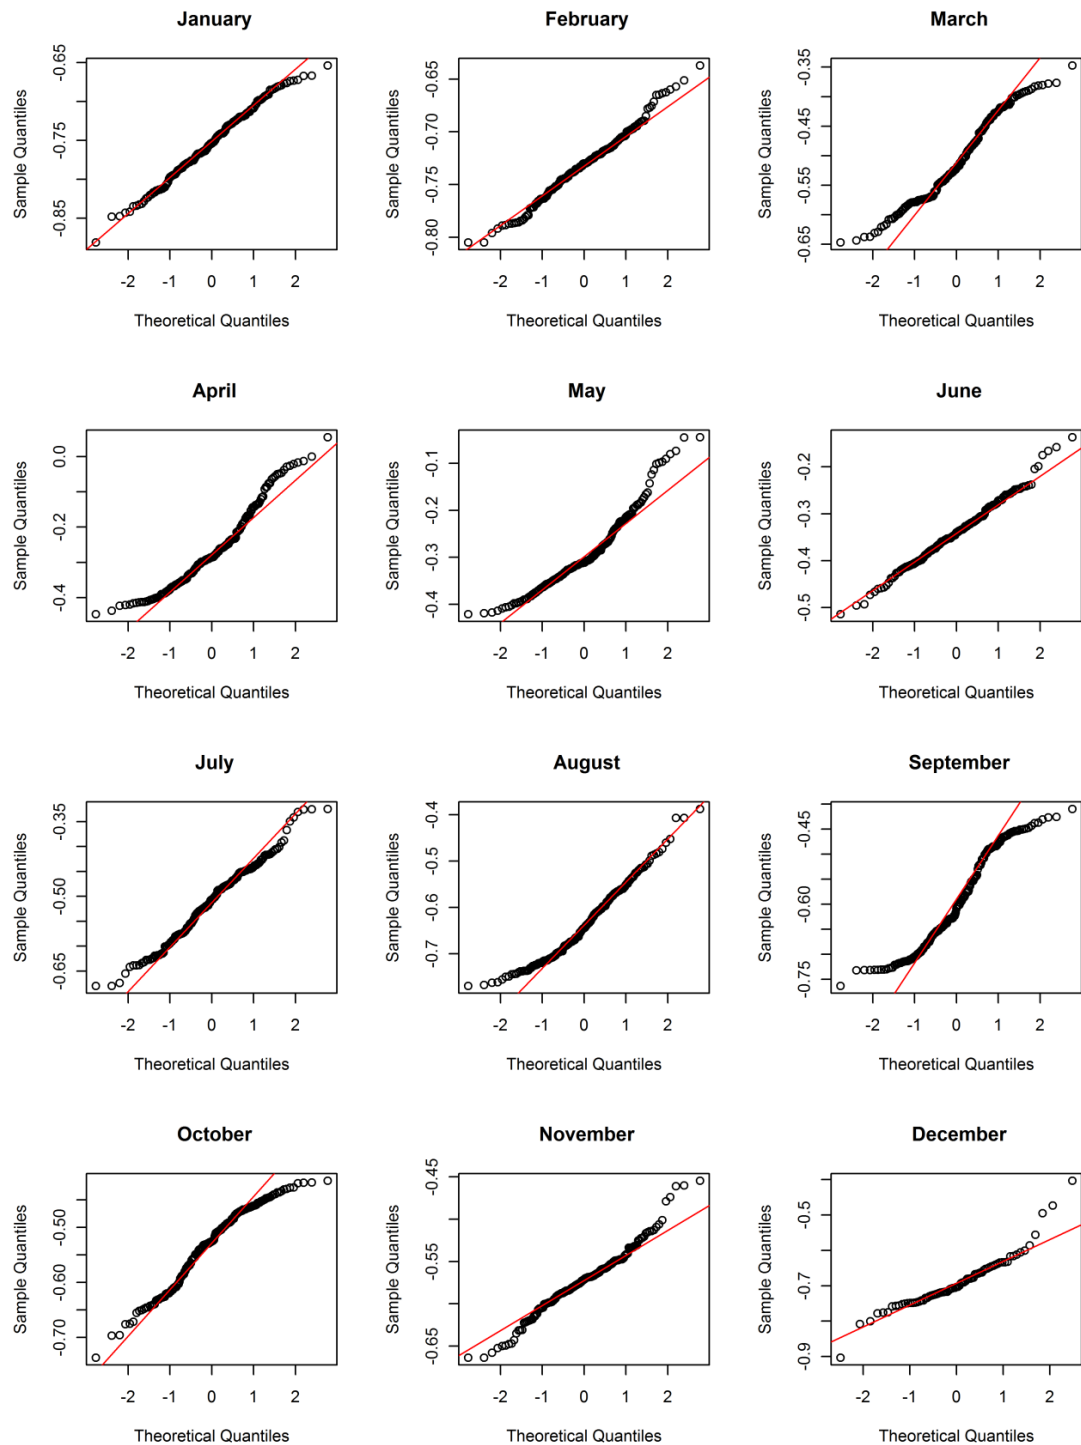 January February March
Sample Quantiles -0.85 -0.75 -0.65 Sample Quantiles -0.80 -0.75 -0.70 -0.65 Sample Quantiles -0.65 -0.55 -0.45 -0.35
-2 -1 0 1 2 -2 -1 0 1 2 -2 -1 0 1 2
Theoretical Quantiles Theoretical Quantiles Theoretical Quantiles
April May June
Sample Quantiles -0.4 -0.2 0.0 Sample Quantiles -0.4 -0.3 -0.2 -0.1 Sample Quantiles -0.5 -0.4 -0.3 -0.2
-2 -1 0 1 2 -2 -1 0 1 2 -2 -1 0 1 2
Theoretical Quantiles Theoretical Quantiles Theoretical Quantiles
July August September
Sample Quantiles -0.65 -0.50 -0.35 Sample Quantiles -0.7 -0.6 -0.5 -0.4 Sample Quantiles -0.75 -0.60 -0.45
-2 -1 0 1 2 -2 -1 0 1 2 -2 -1 0 1 2
Theoretical Quantiles Theoretical Quantiles Theoretical Quantiles
October November December
Sample Quantiles -0.70 -0.60 -0.50 Sample Quantiles -0.65 -0.55 -0.45 Sample Quantiles -0.9 -0.7 -0.5
-2 -1 0 1 2 -2 -1 0 1 2 -2 -1 0 1 2
Theoretical Quantiles Theoretical Quantiles Theoretical Quantiles